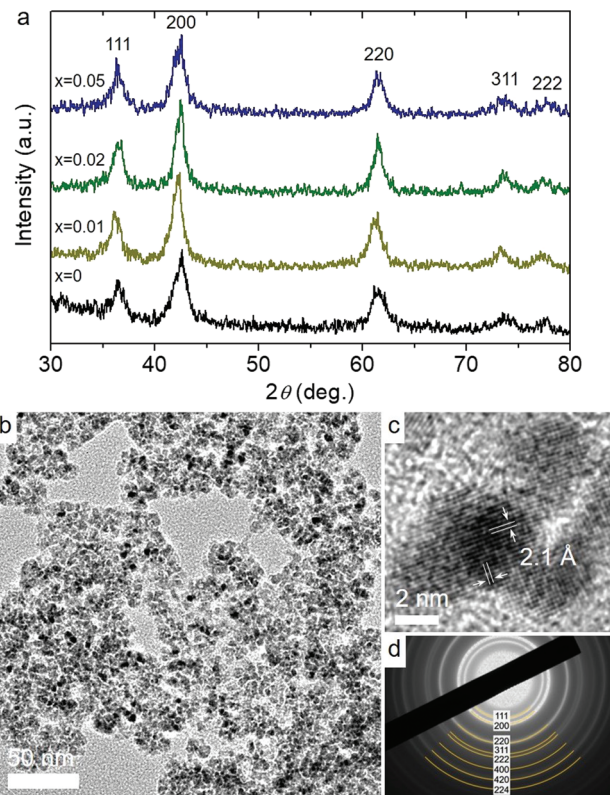 a
200
111
220
311
222
x=0.05
x=0.02
x=0.01
x=0
Intensity (a.u.)
30 40 50 60 70 80
2θ (deg.)
b
50 nm
c
2.1 Å
2 nm
d
111
200
220
311
222
400
420
224